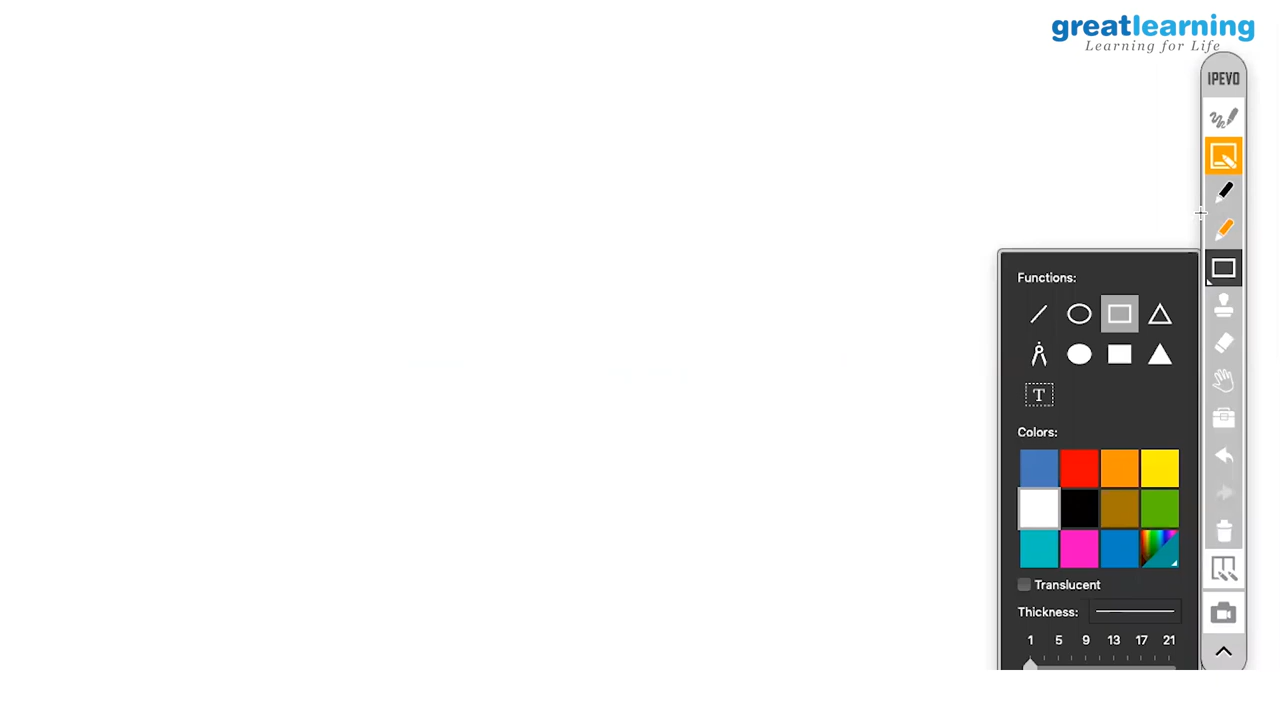 greatlearning
Learning for Life
IPEVO
Functions:
T
Colors:
Translucent
Thickness:
1 5 9 13 17 21